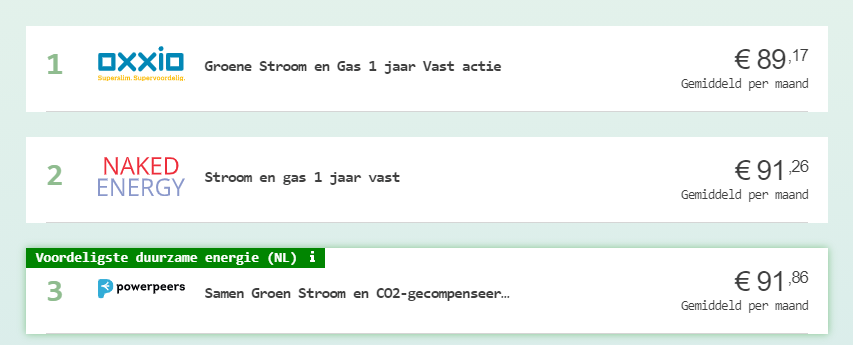 1
oxxio
Superslim. Supervoordelig.
Groene Stroom en Gas 1 jaar Vast actie
€ 89,17
Gemiddeld per maand
2
NAKED
ENERGY
Stroom en gas 1 jaar vast
€ 91,26
Gemiddeld per maand
Voordeligste duurzame energie (NL) i
3
powerpeers
Samen Groen Stroom en CO2-gecompenseer…
€ 91,86
Gemiddeld per maand